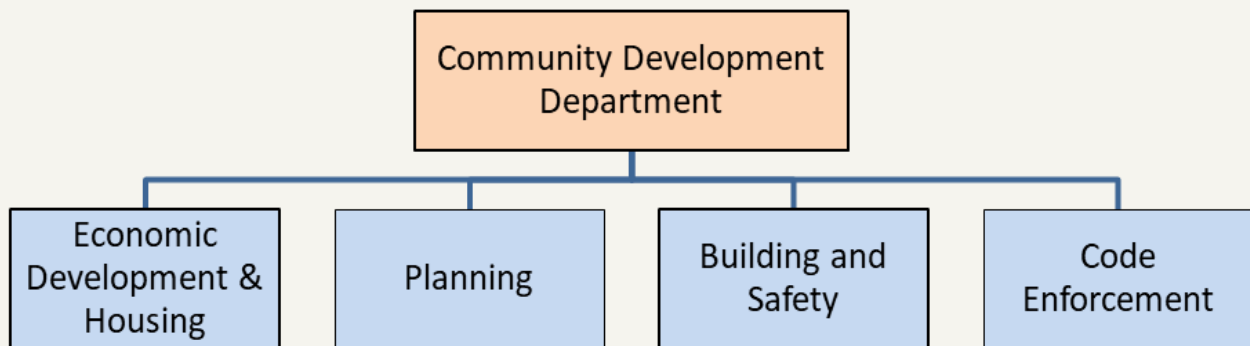 Community Development
Department
Economic
Development &
Housing
Planning
Building and
Safety
Code
Enforcement